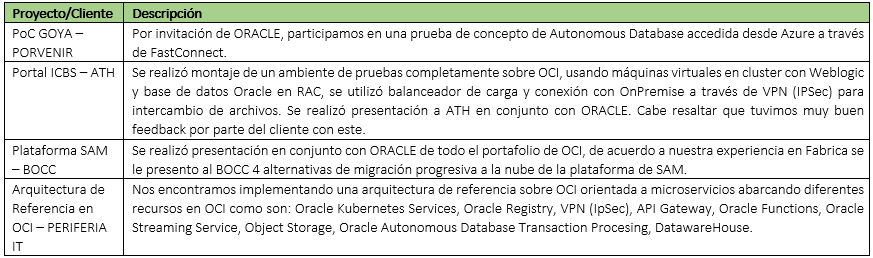 Proyecto/Cliente Descripción
PoC GOYA – Por invitación de ORACLE, participamos en una prueba de concepto de Autonomous Database accedida desde Azure a través
PORVENIR de FastConnect.
Portal ICBS – ATH Se realizó montaje de un ambiente de pruebas completamente sobre OCI, usando máquinas virtuales en cluster con Weblogic
y base de datos Oracle en RAC, se utilizó balanceador de carga y conexión con OnPremise a través de VPN (IPSec) para
intercambio de archivos. Se realizó presentación a ATH en conjunto con ORACLE. Cabe resaltar que tuvimos muy buen
feedback por parte del cliente con este.
Plataforma SAM Se realizó presentación en conjunto con ORACLE de todo el portafolio de OCI, de acuerdo a nuestra experiencia en Fabrica se
– BOCC le presento al BOCC 4 alternativas de migración progresiva a la nube de la plataforma de SAM.
Arquitectura de Nos encontramos implementando una arquitectura de referencia sobre OCI orientada a microservicios abarcando diferentes
Referencia en recursos en OCI como son: Oracle Kubernetes Services, Oracle Registry, VPN (IpSec), API Gateway, Oracle Functions, Oracle
OCI – PERIFERIA Streaming Service, Object Storage, Oracle Autonomous Database Transaction Procesing, DatawareHouse.
IT